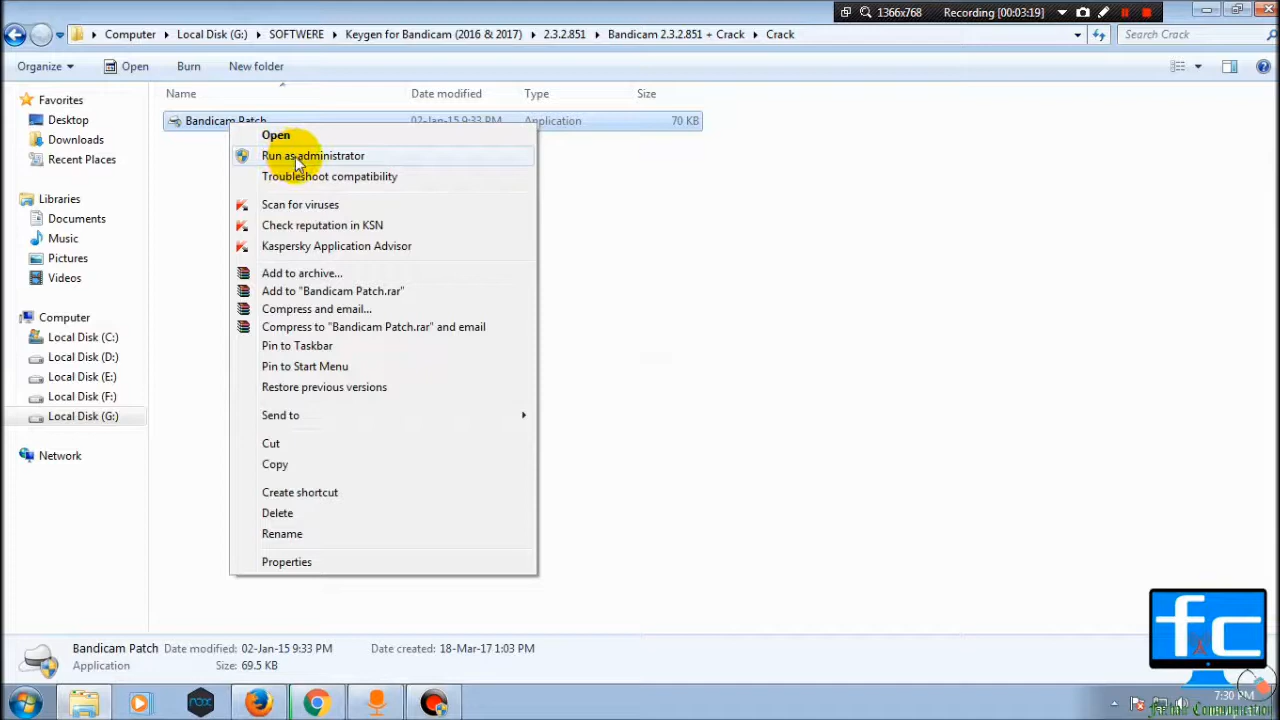 1366x768 Recording [00:03:19]
Computer Local Disk (G:) SOFTWERE Keygen for Bandicam (2016 & 2017) 2.3.2.851 Bandicam 2.3.2.851 + Crack Crack
Search Crack
Organize Open Burn New folder
Name Date modified Type Size
Favorites
Desktop
Downloads
Recent Places
Libraries
Documents
Music
Pictures
Videos
Computer
Local Disk (C:)
Local Disk (D:)
Local Disk (E:)
Local Disk (F:)
Local Disk (G:)
Network
Bandicam Patch 02-Jan-15 9:33 PM Application 70 KB
Open
Run as administrator
Troubleshoot compatibility
Scan for viruses
Check reputation in KSN
Kaspersky Application Advisor
Add to archive...
Add to "Bandicam Patch.rar"
Compress and email...
Compress to "Bandicam Patch.rar" and email
Pin to Taskbar
Pin to Start Menu
Restore previous versions
Send to
Cut
Copy
Create shortcut
Delete
Rename
Properties
Bandicam Patch Date modified: 02-Jan-15 9:33 PM Date created: 18-Mar-17 1:03 PM
Application Size: 69.5 KB
fc
nox
7:30 PM